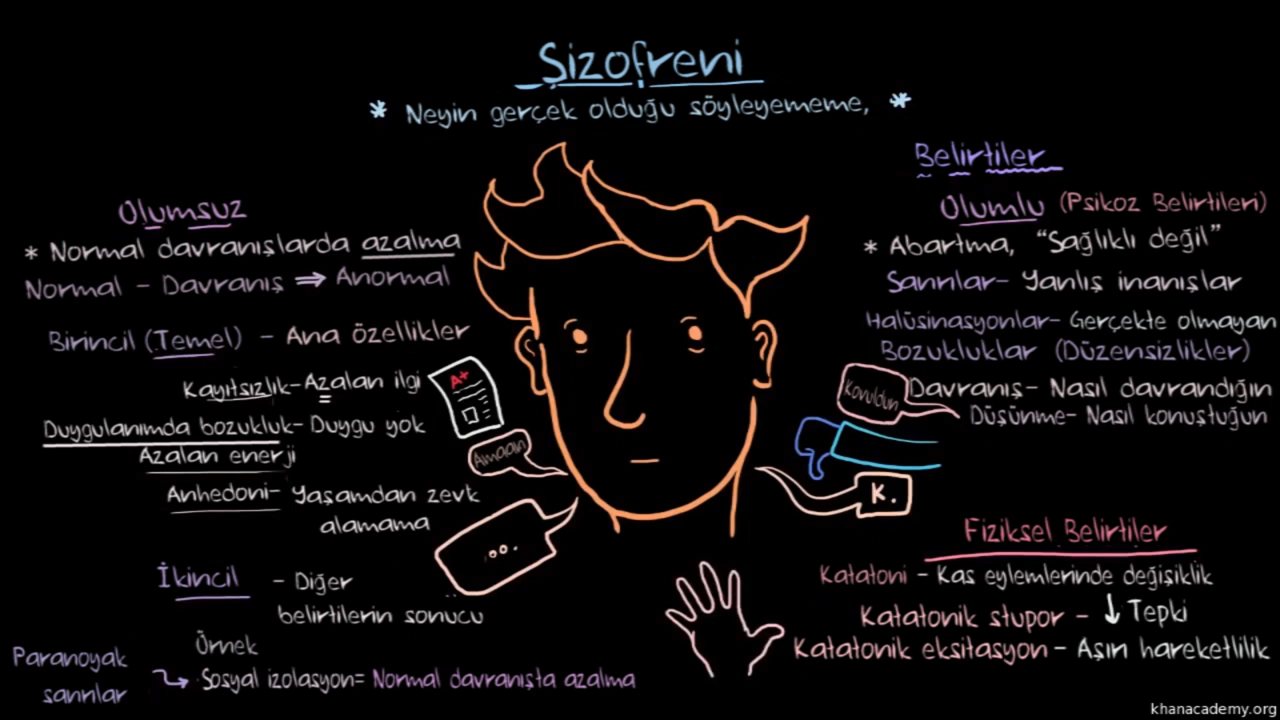 Şizofreni
* Neyin gerçek olduğu söyleyememe, *
Olumsuz
* Normal davranışlarda azalma
Normal - Davranış ⇒ Anormal
Birincil (Temel) - Ana özellikler
Kayıtsızlık-Azalan ilgi
A+
Duygulanımda bozukluk- Duygu yok
Amaaan
Azalan enerji
Anhedoni- Yaşamdan zevk
alamama
...
İkincil - Diğer
belirtilerin sonucu
Örnek
Paranoyak
sanrılar
Sosyal izolasyon= Normal davranışta azalma
Belirtiler
Olumlu (Psikoz Belirtileri)
* Abartma, "Sağlıklı değil"
Sanrılar- Yanlış inanışlar
Halüsinasyonlar- Gerçekte olmayan
Bozukluklar (Düzensizlikler)
Kovuldun
Davranış- Nasıl davrandığın
Düşünme- Nasıl konuştuğun
K.
Fiziksel Belirtiler
Katatoni - Kas eylemlerinde değişiklik
Katatonik stupor - ↓ Tepki
Katatonik eksitasyon - Aşırı hareketlilik
khanacademy.org